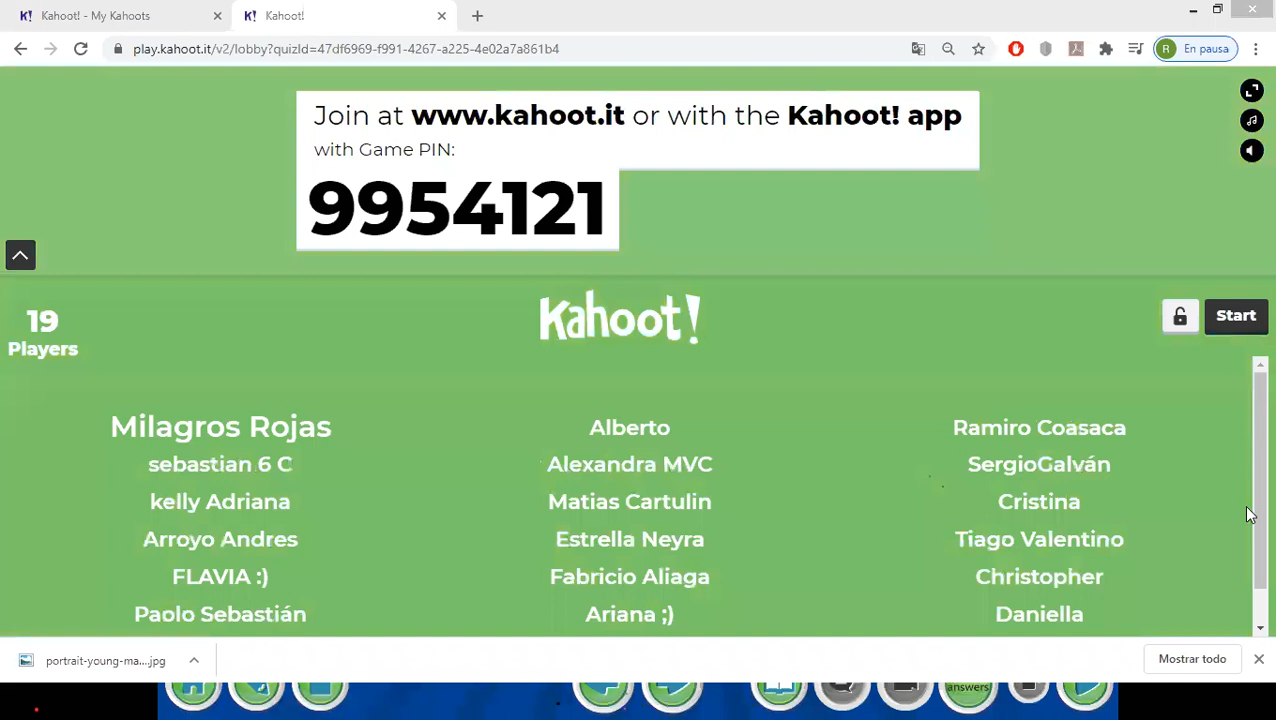 Kahoot! - My Kahoots
Kahoot!
play.kahoot.it/v2/lobby?quizId=47df6969-f991-4267-a225-4e02a7a861b4
R En pausa
Join at www.kahoot.it or with the Kahoot! app
with Game PIN:
9954121
19
Players
Kahoot!
Start
Milagros Rojas Alberto Ramiro Coasaca
sebastian 6 C Alexandra MVC SergioGalván
kelly Adriana Matias Cartulin Cristina
Arroyo Andres Estrella Neyra Tiago Valentino
FLAVIA :) Fabricio Aliaga Christopher
Paolo Sebastián Ariana ;) Daniella
portrait-young-ma....jpg
Mostrar todo
answers